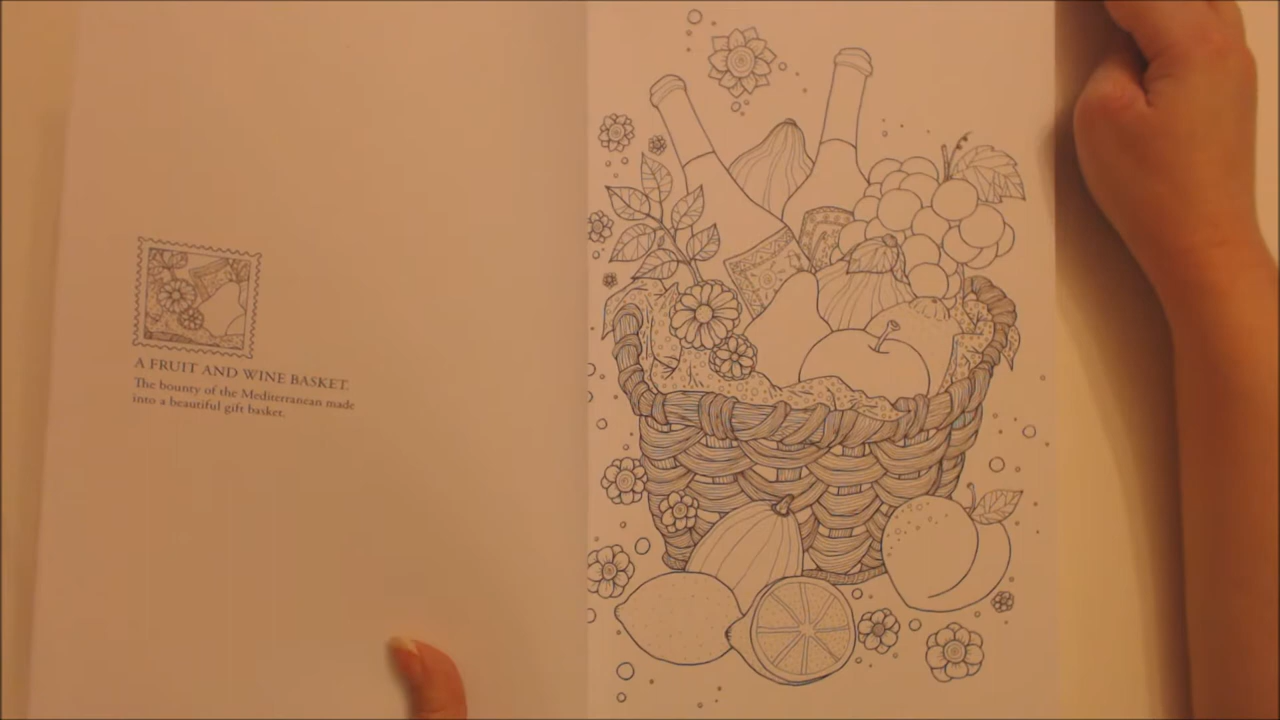 A FRUIT AND WINE BASKET.
The bounty of the Mediterranean made
into a beautiful gift basket.